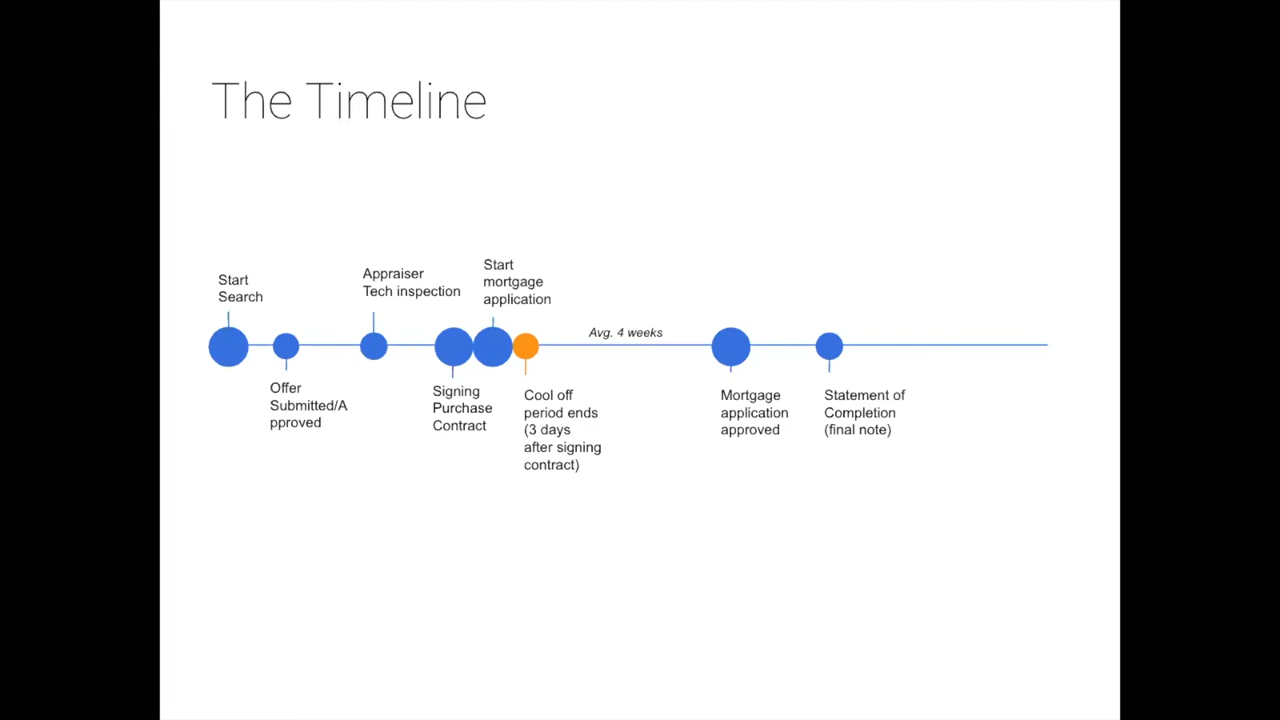 The Timeline
Start
Search
Offer
Submitted/A
pproved
Appraiser
Tech inspection
Signing
Purchase
Contract
Start
mortgage
application
Cool off
period ends
(3 days
after signing
contract)
Avg. 4 weeks
Mortgage
application
approved
Statement of
Completion
(final note)